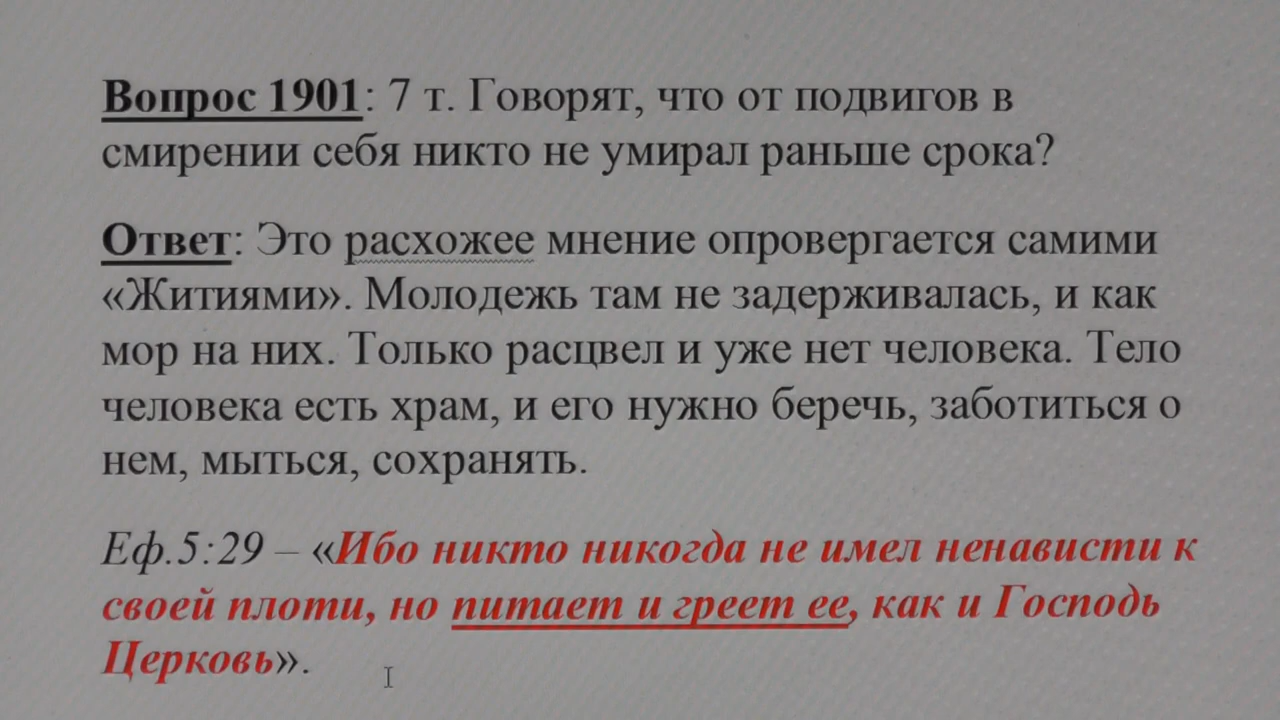 Вопрос 1901: 7 т. Говорят, что от подвигов в
смирении себя никто не умирал раньше срока?
Ответ: Это расхожее мнение опровергается самими
«Житиями». Молодежь там не задерживалась, и как
мор на них. Только расцвел и уже нет человека. Тело
человека есть храм, и его нужно беречь, заботиться о
нем, мыться, сохранять.
Еф.5:29 – «Ибо никто никогда не имел ненависти к
своей плоти, но питает и греет ее, как и Господь
Церковь».